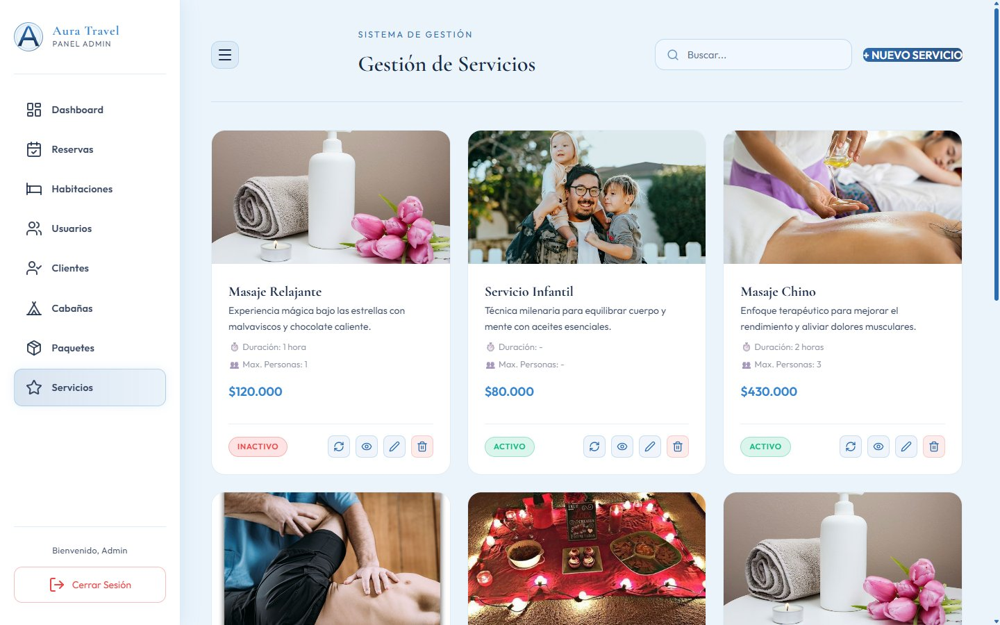 Aura Travel
PANEL ADMIN
Dashboard
Reservas
Habitaciones
Usuarios
Clientes
Cabañas
Paquetes
Servicios
Bienvenido, Admin
Cerrar Sesión
SISTEMA DE GESTIÓN
Gestión de Servicios
Buscar...
+ NUEVO SERVICIO
Masaje Relajante
Experiencia mágica bajo las estrellas con
malvaviscos y chocolate caliente.
Duración: 1 hora
Max. Personas: 1
$120.000
INACTIVO
Servicio Infantil
Técnica milenaria para equilibrar cuerpo y
mente con aceites esenciales.
Duración: -
Max. Personas: -
$80.000
ACTIVO
Masaje Chino
Enfoque terapéutico para mejorar el
rendimiento y aliviar dolores musculares.
Duración: 2 horas
Max. Personas: 3
$430.000
ACTIVO